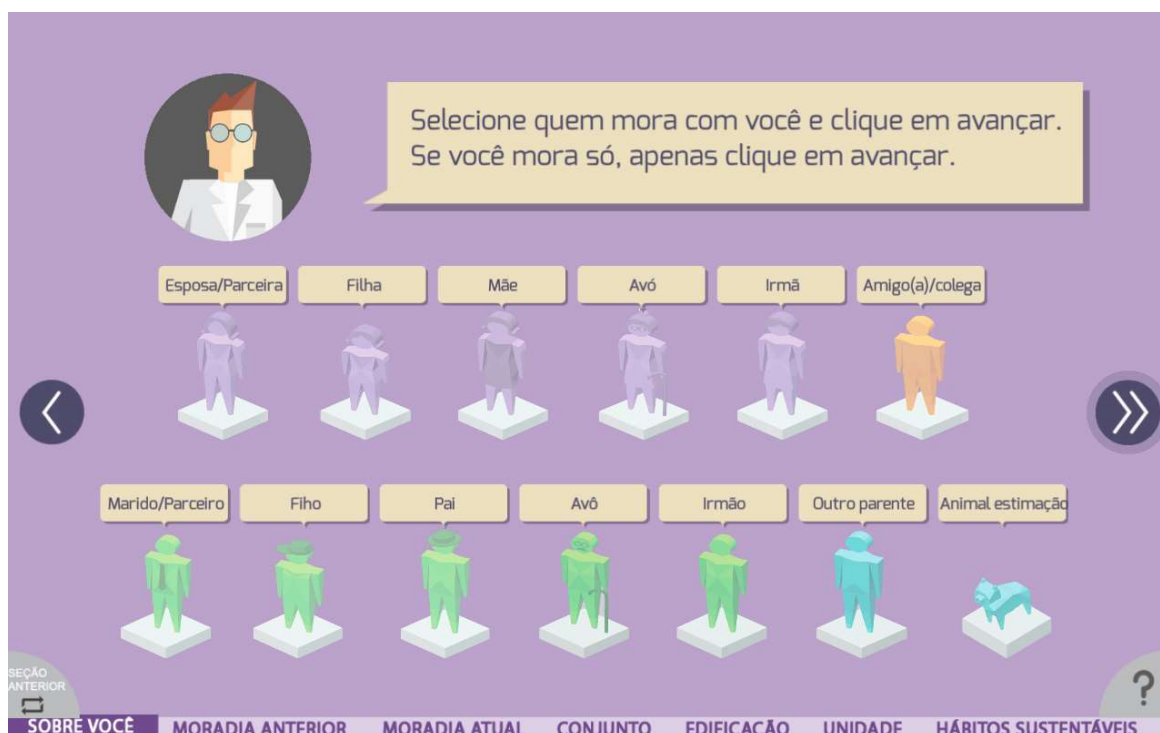 Selecione quem mora com você e clique em avançar.
Se você mora só, apenas clique em avançar.
Esposa/Parceira
Filha
Mãe
Avó
Irmã
Amigo(a)/colega
Marido/Parceiro
Fiho
Pai
Avô
Irmão
Outro parente
Animal estimação
SEÇÃO
ANTERIOR
?
SOBRE VOCÊ
MORADIA ANTERIOR
MORADIA ATUAL
CONJUNTO
EDIFICAÇÃO
UNIDADE
HÁBITOS SUSTENTÁVEIS